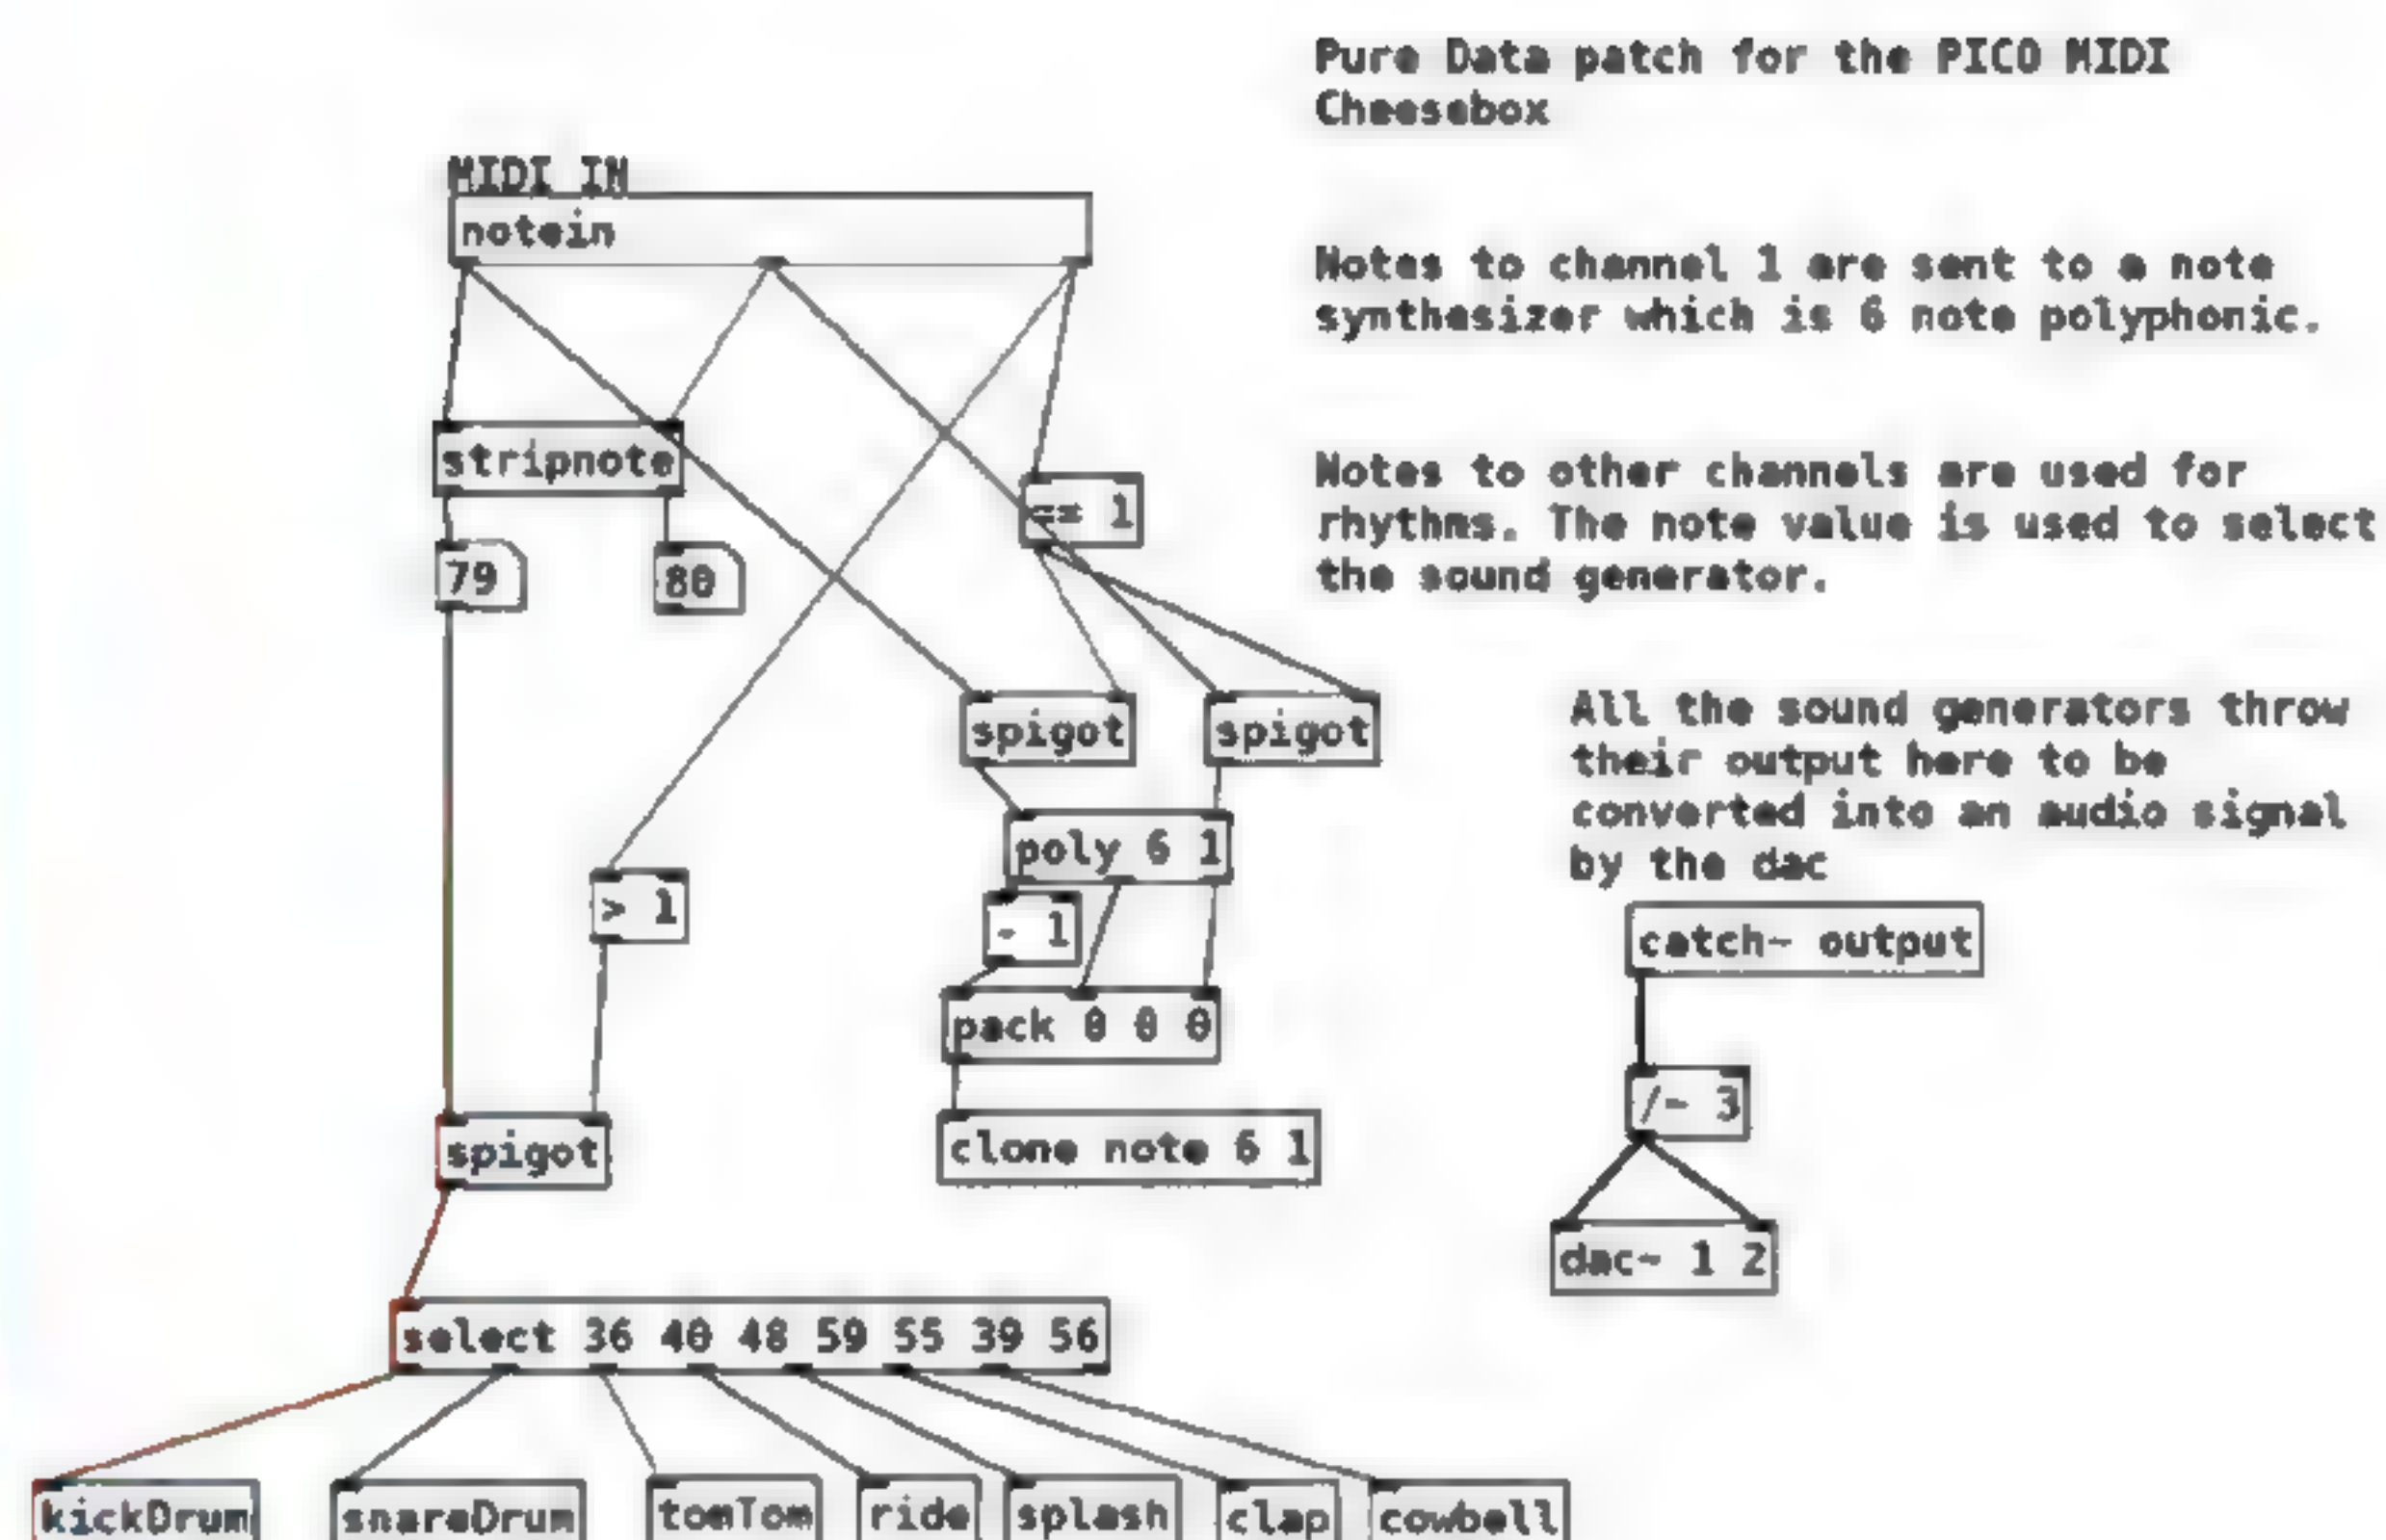 Pure Data patch for the PICO MIDI
Cheesebox
MIDI IN
notein
Notes to channel 1 are sent to a note
synthesizer which is 6 note polyphonic.
stripnote
== 1
Notes to other channels are used for
rhythms. The note value is used to select
the sound generator.
79
80
spigot
spigot
All the sound generators throw
their output here to be
converted into an audio signal
by the dac
poly 6 1
> 1
- 1
catch~ output
pack 0 0 0
/~ 3
spigot
clone note 6 1
dac~ 1 2
select 36 40 48 59 55 39 56
kickDrum
snareDrum
tomTom
ride
splash
clap
cowbell